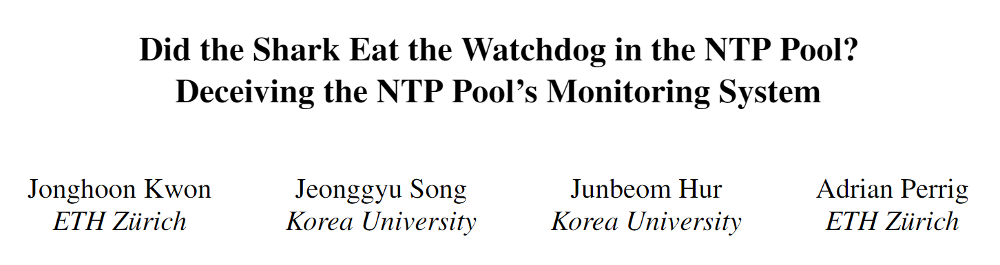 Did the Shark Eat the Watchdog in the NTP Pool?
Deceiving the NTP Pool’s Monitoring System
Jonghoon Kwon Jeonggyu Song Junbeom Hur Adrian Perrig
ETH Zürich Korea University Korea University ETH Zürich